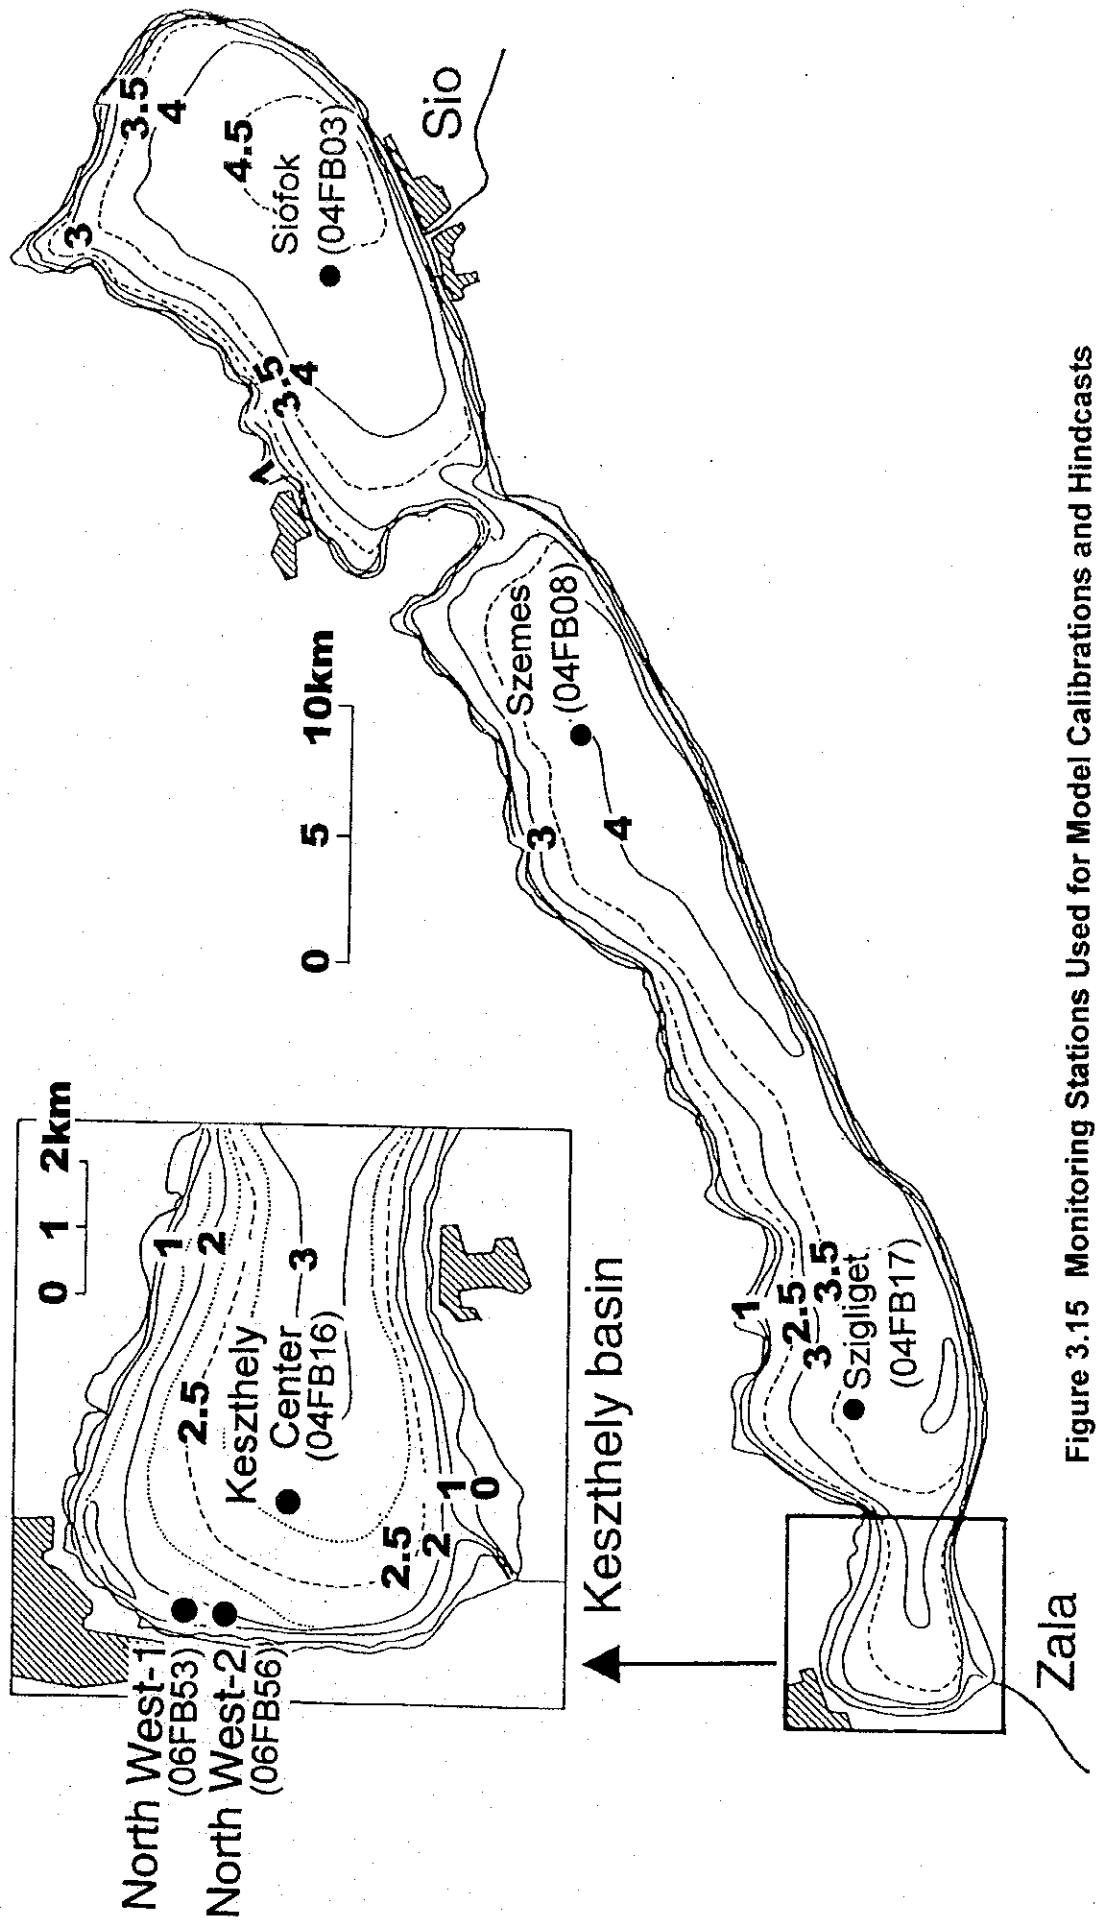 0 1 2km
1
2
3
2.5
Keszthely
Center
(04FB16)
2.5
2
1
0
North West-1
(06FB53)
North West-2
(06FB56)
Keszthely basin
0 5 10km
3
3.5
4
4.5
Siófok
(04FB03)
Sio
3.5
4
1
Szemes
(04FB08)
3
4
1
2.5
3
3.5
Szigliget
(04FB17)
Zala
Figure 3.15 Monitoring Stations Used for Model Calibrations and Hindcasts